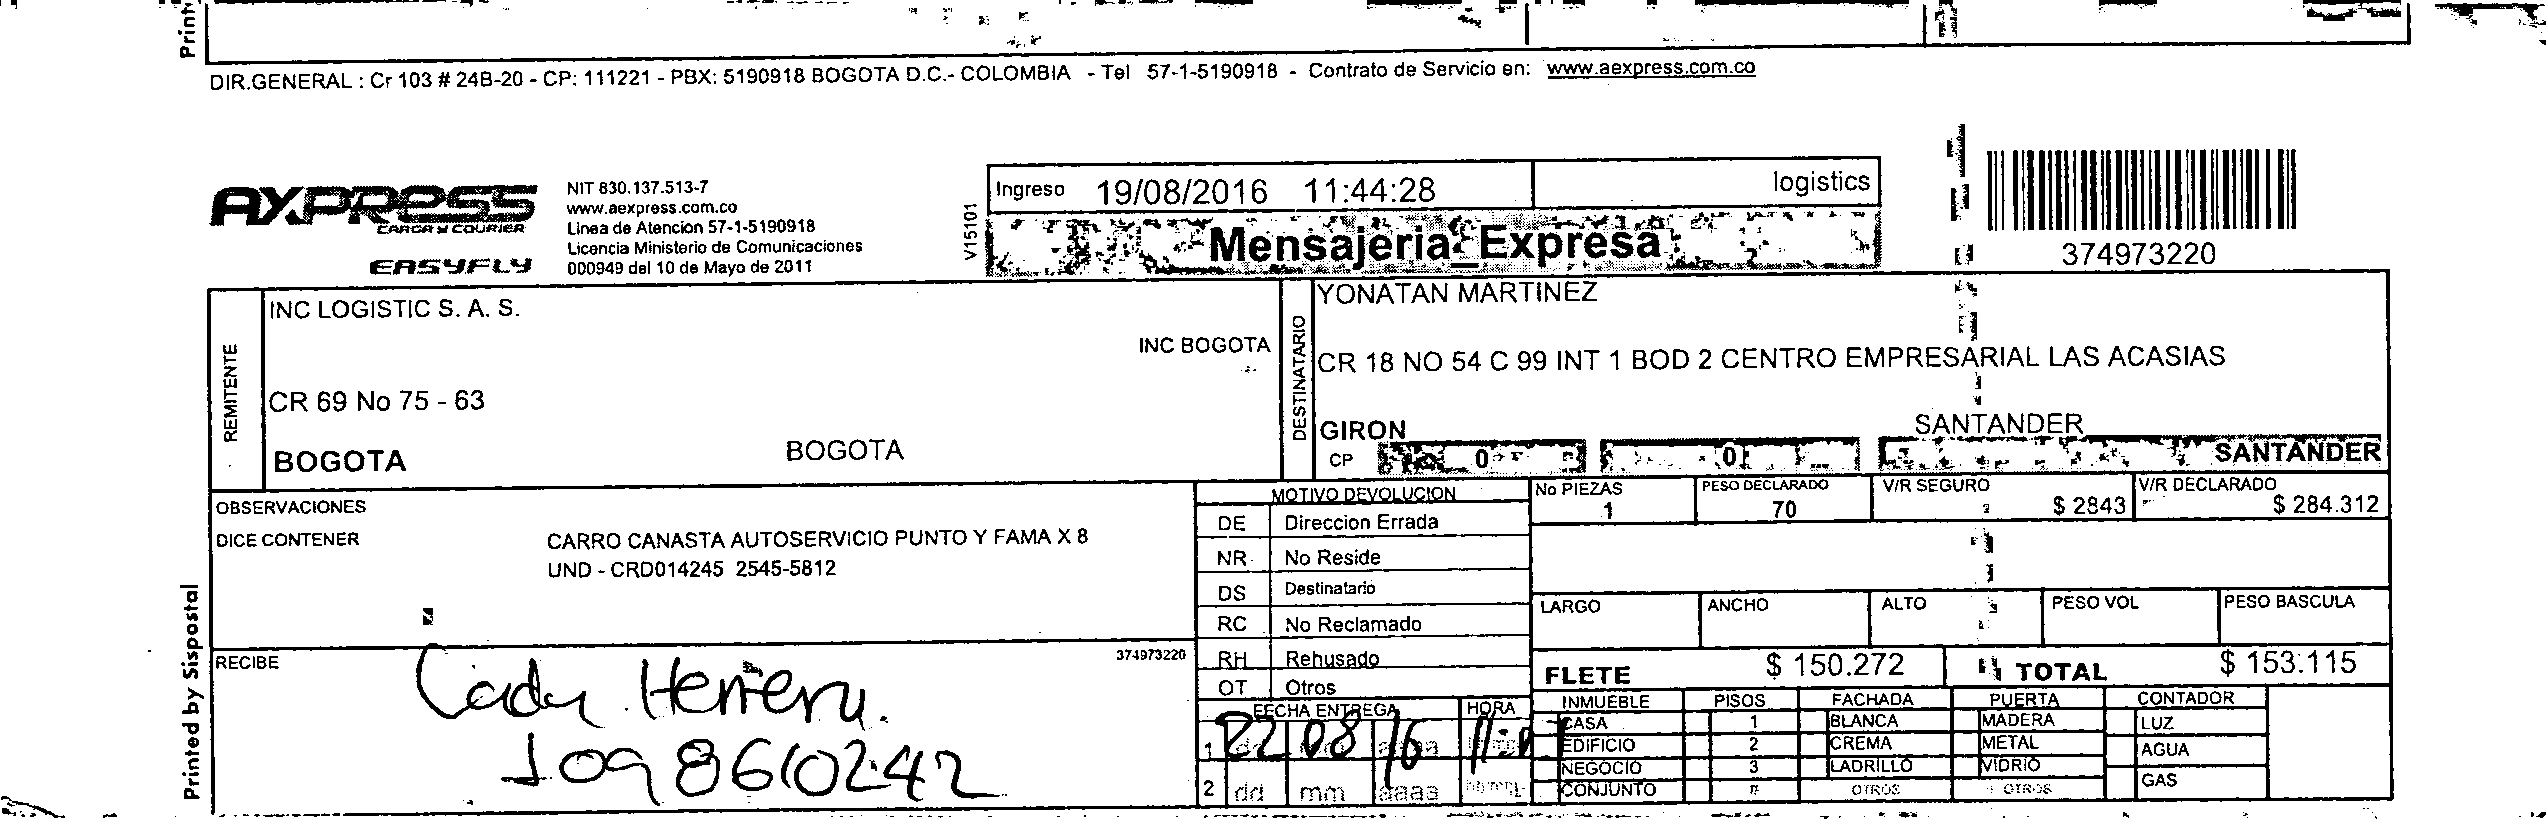 Print
DIR.GENERAL : Cr 103 # 24B-20 - CP: 111221 - PBX: 5190918 BOGOTA D.C.- COLOMBIA - Tel 57-1-5190918 - Contrato de Servicio en: www.aexpress.com.co
AXPRESS
CARGA Y COURIER
EASYFLY
NIT 830.137.513-7
www.aexpress.com.co
Linea de Atencion 57-1-5190918
Licencia Ministerio de Comunicaciones
000949 del 10 de Mayo de 2011
V15101
Ingreso 19/08/2016 11:44:28 logistics
Mensajeria_Expresa
374973220
REMITENTE
INC LOGISTIC S. A. S.
INC BOGOTA
CR 69 No 75 - 63
BOGOTA BOGOTA
DESTINATARIO
YONATAN MARTINEZ
CR 18 NO 54 C 99 INT 1 BOD 2 CENTRO EMPRESARIAL LAS ACASIAS
GIRON SANTANDER
CP 0 0 SANTANDER
OBSERVACIONES
DICE CONTENER CARRO CANASTA AUTOSERVICIO PUNTO Y FAMA X 8
UND - CRD014245 2545-5812
MOTIVO DEVOLUCION
DE Direccion Errada
NR No Reside
DS Destinatario
RC No Reclamado
RH Rehusado
OT Otros
No PIEZAS PESO DECLARADO V/R SEGURO V/R DECLARADO
1 70 $ 2843 $ 284.312
LARGO ANCHO ALTO PESO VOL PESO BASCULA
FLETE $ 150.272 TOTAL $ 153.115
RECIBE 374973220
Herrera
1098610242
FECHA ENTREGA HORA
1 22 08 16
2 dd mm aaaa
INMUEBLE PISOS FACHADA PUERTA CONTADOR
CASA 1 BLANCA MADERA LUZ
EDIFICIO 2 CREMA METAL AGUA
NEGOCIO 3 LADRILLO VIDRIO GAS
CONJUNTO # OTROS OTROS
Printed by Sispostal